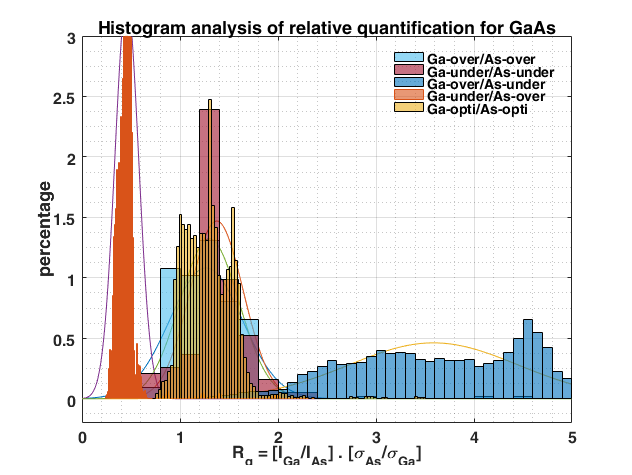 Histogram analysis of relative quantification for GaAs
3
2.5
2
1.5
1
0.5
0
percentage
Ga-over/As-over
Ga-under/As-under
Ga-over/As-under
Ga-under/As-over
Ga-opti/As-opti
0 1 2 3 4 5
R_q = [I_Ga/I_As] . [σ_As/σ_Ga]